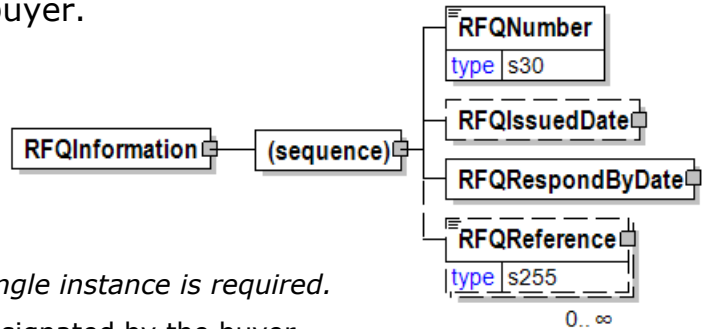 buyer.
RFQNumber
type s30
RFQIssuedDate
RFQInformation
(sequence)
RFQRespondByDate
RFQReference
type s255
0.. ∞
ngle instance is required.
signated by the buyer